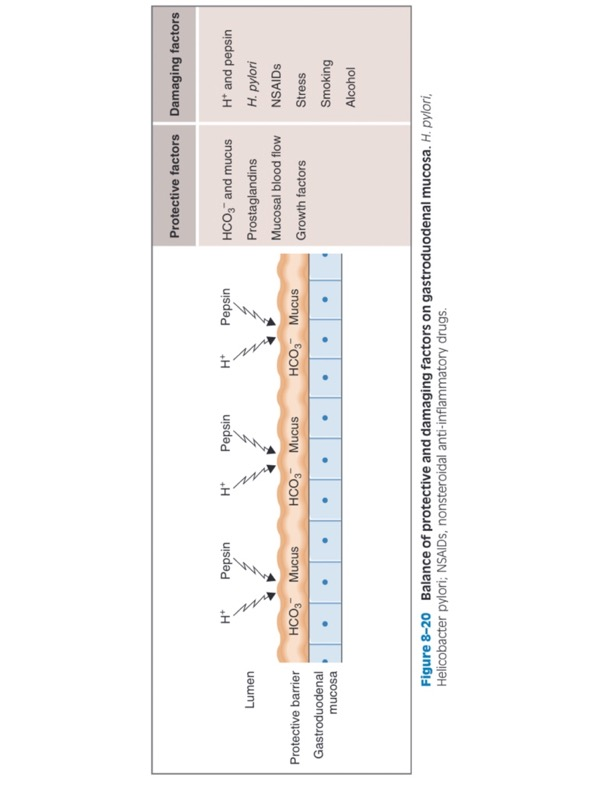 Lumen
Protective barrier
Gastroduodenal
mucosa
H⁺ Pepsin H⁺ Pepsin H⁺ Pepsin
HCO₃⁻ Mucus HCO₃⁻ Mucus HCO₃⁻ Mucus
Protective factors
HCO₃⁻ and mucus
Prostaglandins
Mucosal blood flow
Growth factors
Damaging factors
H⁺ and pepsin
H. pylori
NSAIDs
Stress
Smoking
Alcohol
Figure 8–20 Balance of protective and damaging factors on gastroduodenal mucosa. H. pylori,
Helicobacter pylori; NSAIDs, nonsteroidal anti-inflammatory drugs.